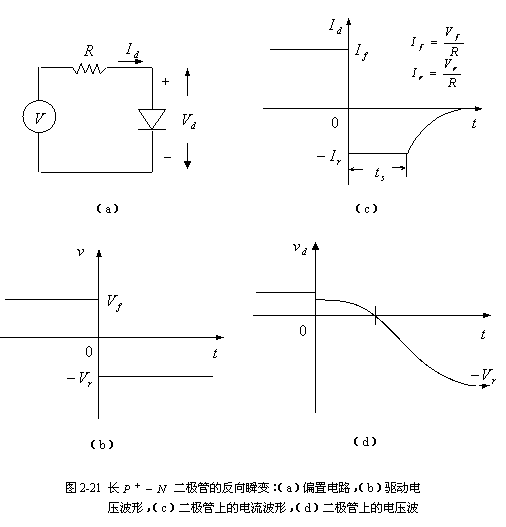 R
I_d
V
+
V_d
−
(a)
I_d
I_f
I_f = V_f / R
I_r = V_r / R
0
t
−I_r
t_s
(c)
v
V_f
0
t
−V_r
(b)
v_d
0
t
−V_r
(d)
图 2-21 长 P⁺−N 二极管的反向瞬变:(a)偏置电路,(b)驱动电
压波形,(c)二极管上的电流波形,(d)二极管上的电压波